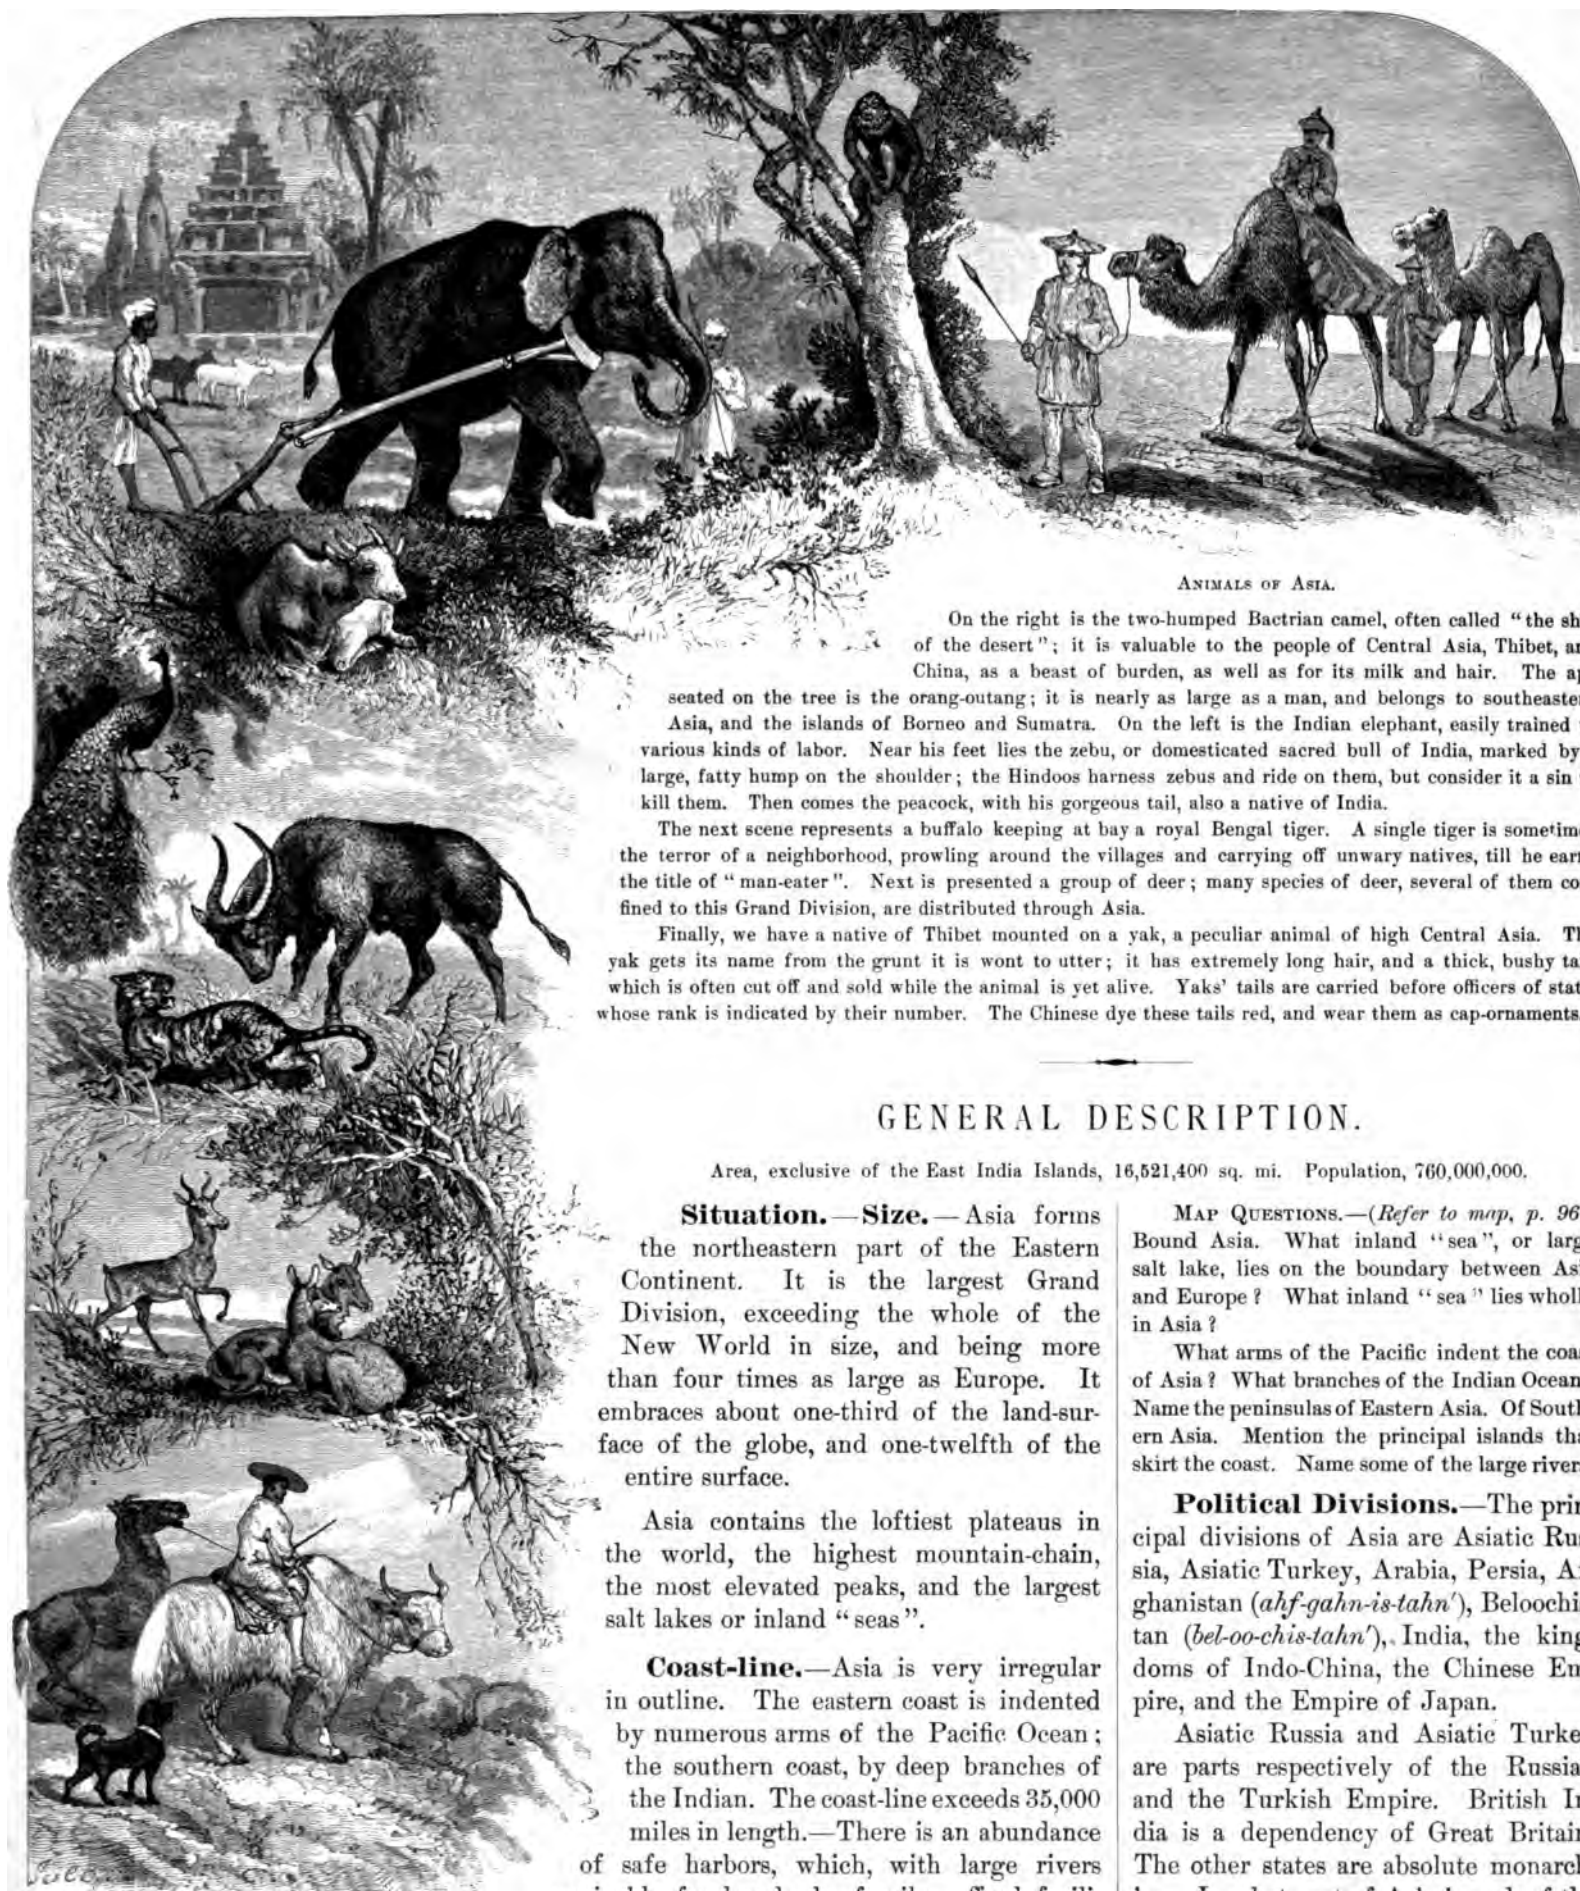 ANIMALS OF ASIA.
On the right is the two-humped Bactrian camel, often called "the sh
of the desert"; it is valuable to the people of Central Asia, Thibet, an
China, as a beast of burden, as well as for its milk and hair. The ap
seated on the tree is the orang-outang; it is nearly as large as a man, and belongs to southeaster
Asia, and the islands of Borneo and Sumatra. On the left is the Indian elephant, easily trained
various kinds of labor. Near his feet lies the zebu, or domesticated sacred bull of India, marked by
large, fatty hump on the shoulder; the Hindoos harness zebus and ride on them, but consider it a sin
kill them. Then comes the peacock, with his gorgeous tail, also a native of India.
The next scene represents a buffalo keeping at bay a royal Bengal tiger. A single tiger is sometim
the terror of a neighborhood, prowling around the villages and carrying off unwary natives, till he earn
the title of "man-eater". Next is presented a group of deer; many species of deer, several of them co
fined to this Grand Division, are distributed through Asia.
Finally, we have a native of Thibet mounted on a yak, a peculiar animal of high Central Asia. Th
yak gets its name from the grunt it is wont to utter; it has extremely long hair, and a thick, bushy ta
which is often cut off and sold while the animal is yet alive. Yaks' tails are carried before officers of stat
whose rank is indicated by their number. The Chinese dye these tails red, and wear them as cap-ornaments.
GENERAL DESCRIPTION.
Area, exclusive of the East India Islands, 16,521,400 sq. mi. Population, 760,000,000.
Situation.—Size.—Asia forms
the northeastern part of the Eastern
Continent. It is the largest Grand
Division, exceeding the whole of the
New World in size, and being more
than four times as large as Europe. It
embraces about one-third of the land-sur-
face of the globe, and one-twelfth of the
entire surface.
Asia contains the loftiest plateaus in
the world, the highest mountain-chain,
the most elevated peaks, and the largest
salt lakes or inland "seas".
Coast-line.—Asia is very irregular
in outline. The eastern coast is indented
by numerous arms of the Pacific Ocean;
the southern coast, by deep branches of
the Indian. The coast-line exceeds 35,000
miles in length.—There is an abundance
of safe harbors, which, with large rivers
MAP QUESTIONS.—(Refer to map, p. 96
Bound Asia. What inland "sea", or larg
salt lake, lies on the boundary between Asi
and Europe? What inland "sea" lies wholl
in Asia?
What arms of the Pacific indent the coas
of Asia? What branches of the Indian Ocean
Name the peninsulas of Eastern Asia. Of South
ern Asia. Mention the principal islands tha
skirt the coast. Name some of the large rivers
Political Divisions.—The prin
cipal divisions of Asia are Asiatic Rus
sia, Asiatic Turkey, Arabia, Persia, Af
ghanistan (ahf-gahn-is-tahn'), Beloochis
tan (bel-oo-chis-tahn'), India, the king
doms of Indo-China, the Chinese Em
pire, and the Empire of Japan.
Asiatic Russia and Asiatic Turkey
are parts respectively of the Russia
and the Turkish Empire. British In
dia is a dependency of Great Britain
The other states are absolute monarch